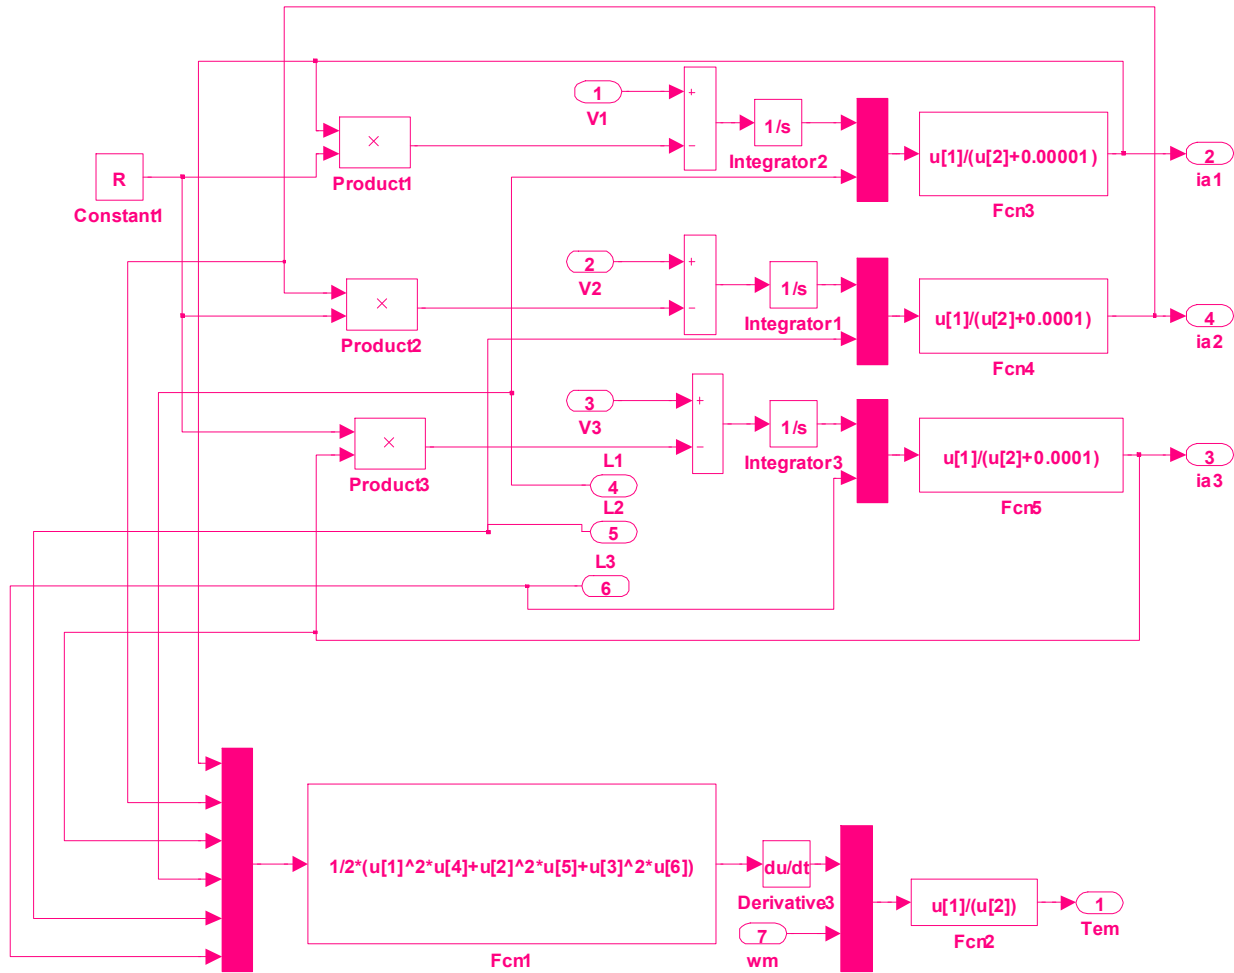 1
V1
+
−
1/s
Integrator2
u[1]/(u[2]+0.00001)
Fcn3
2
ia1
R
Constant1
×
Product1
2
V2
+
−
1/s
Integrator1
u[1]/(u[2]+0.0001)
Fcn4
4
ia2
×
Product2
3
V3
+
−
1/s
Integrator3
u[1]/(u[2]+0.0001)
Fcn5
3
ia3
×
Product3
L1
4
L2
5
L3
6
1/2*(u[1]^2*u[4]+u[2]^2*u[5]+u[3]^2*u[6])
Fcn1
du/dt
Derivative3
7
wm
u[1]/(u[2])
Fcn2
1
Tem